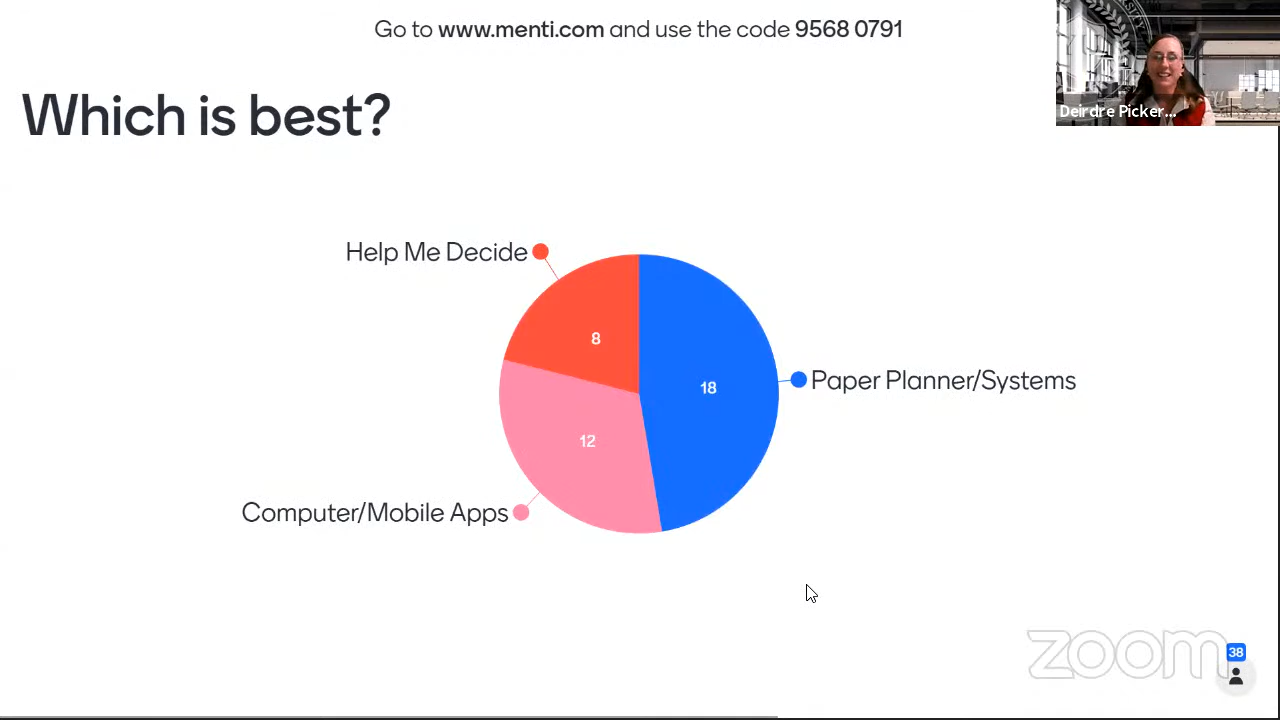 Go to www.menti.com and use the code 9568 0791
Deirdre Picker...
Which is best?
Help Me Decide
8
18
Paper Planner/Systems
12
Computer/Mobile Apps
zoom
38